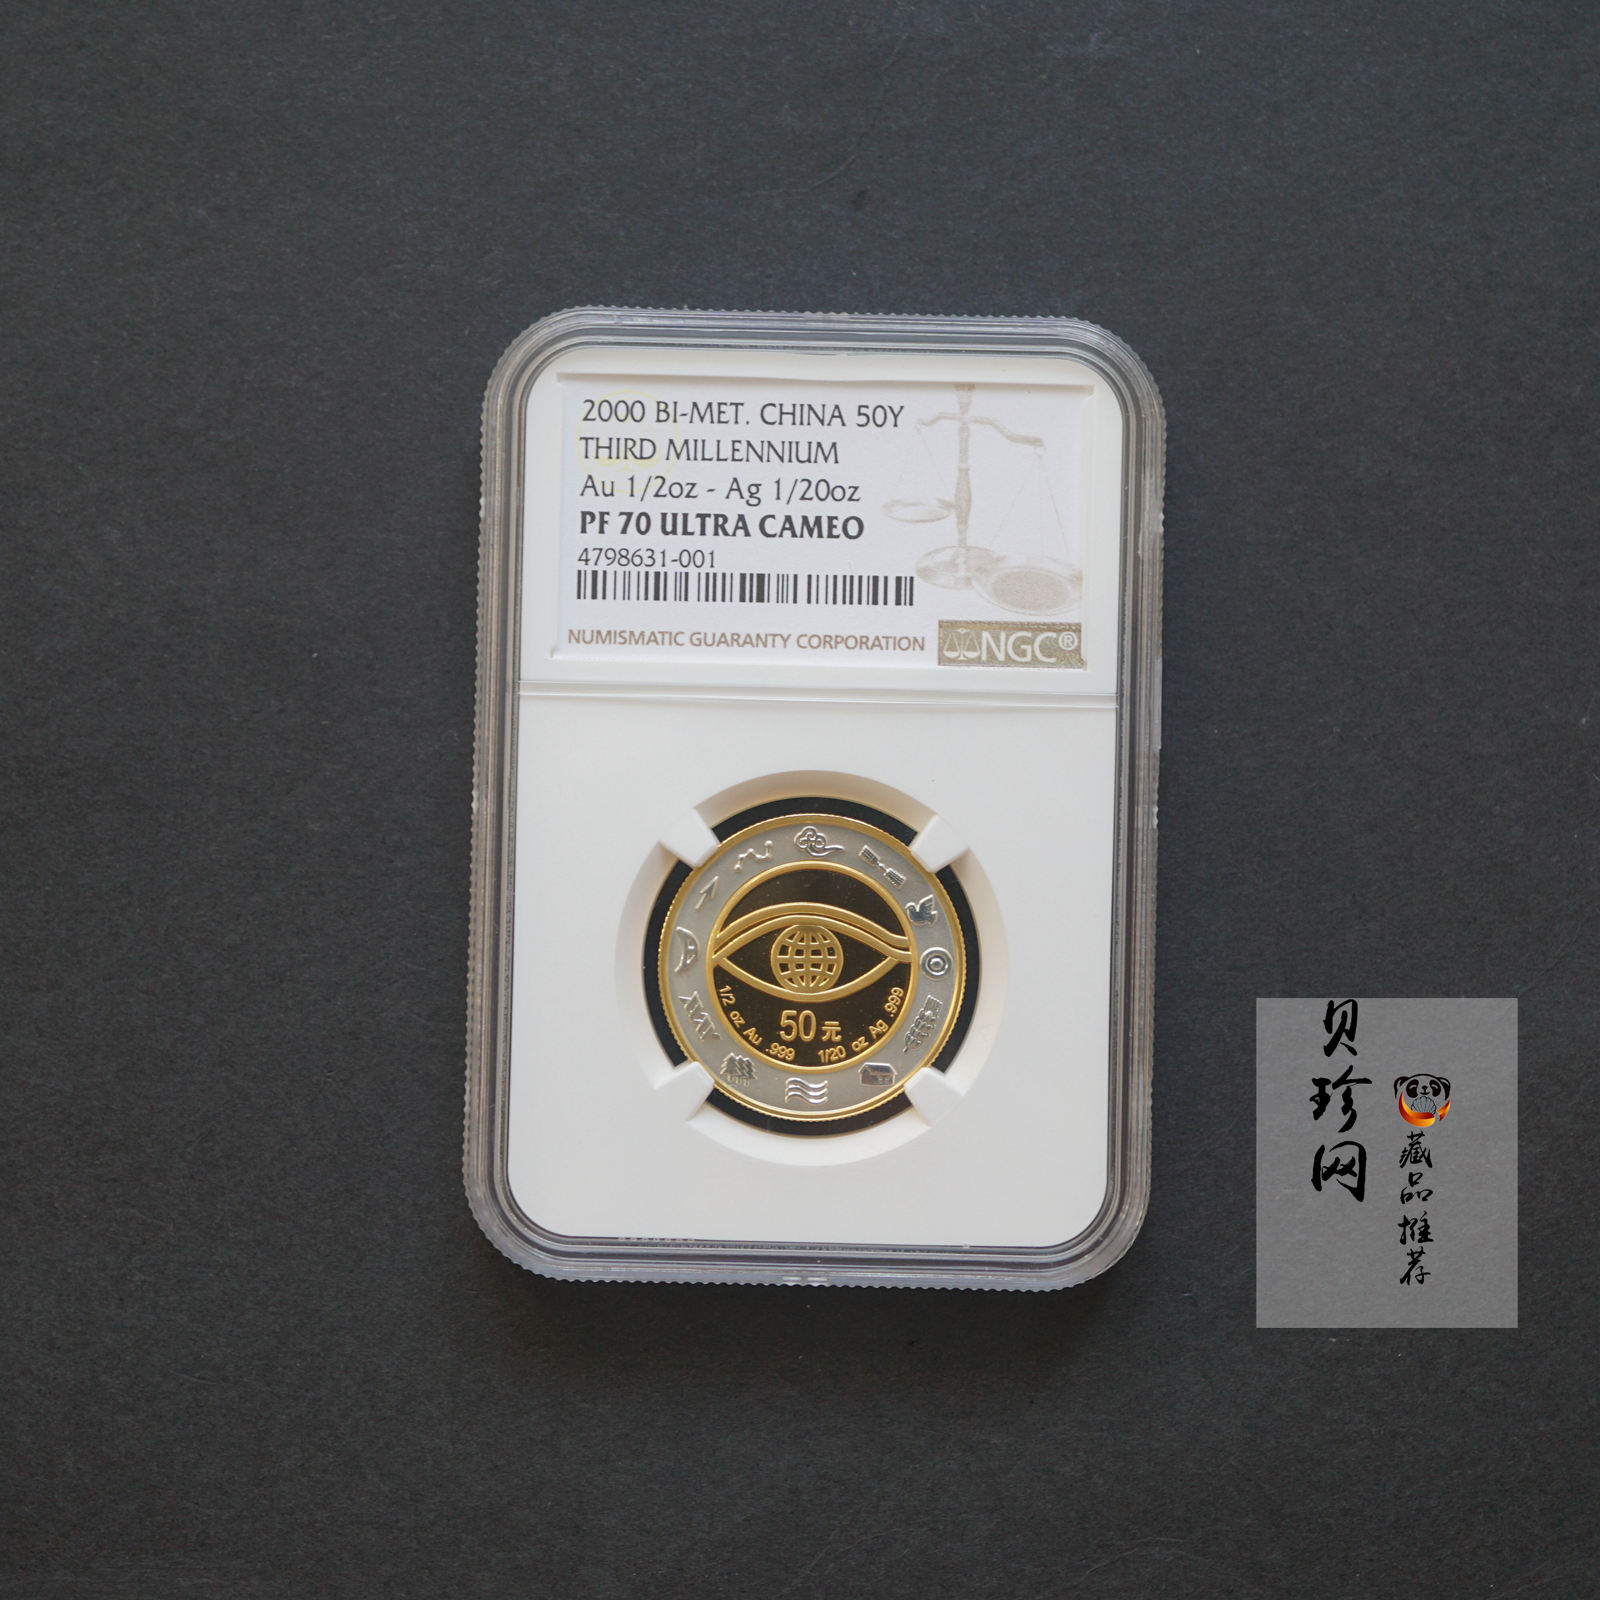 2000 BI-MET. CHINA 50Y
THIRD MILLENNIUM
Au 1/2oz - Ag 1/20oz
PF 70 ULTRA CAMEO
4798631-001
NUMISMATIC GUARANTY CORPORATION
NGC®
1/2 oz Au .999
50元
1/20 oz Ag .999
贝珍网
藏品推荐